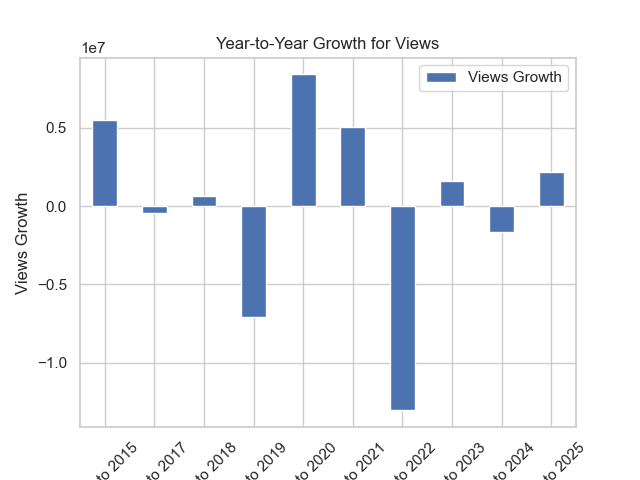 Year-to-Year Growth for Views
1e7
Views Growth
0.5
0.0
−0.5
−1.0
Views Growth
to 2015
to 2017
to 2018
to 2019
to 2020
to 2021
to 2022
to 2023
to 2024
to 2025